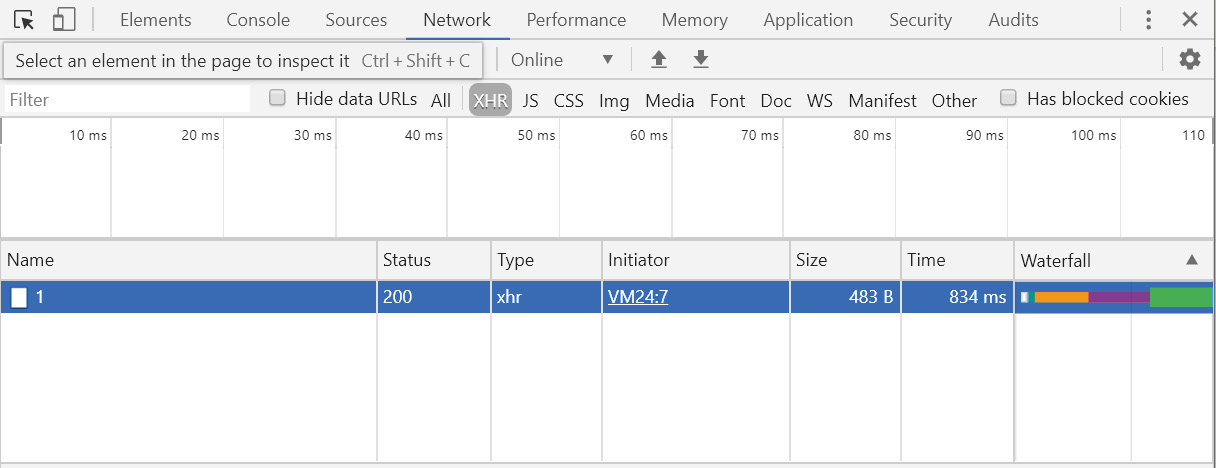 Elements Console Sources Network Performance Memory Application Security Audits
Select an element in the page to inspect it Ctrl + Shift + C Online
Filter Hide data URLs All XHR JS CSS Img Media Font Doc WS Manifest Other Has blocked cookies
10 ms 20 ms 30 ms 40 ms 50 ms 60 ms 70 ms 80 ms 90 ms 100 ms 110
Name Status Type Initiator Size Time Waterfall
1 200 xhr VM24:7 483 B 834 ms